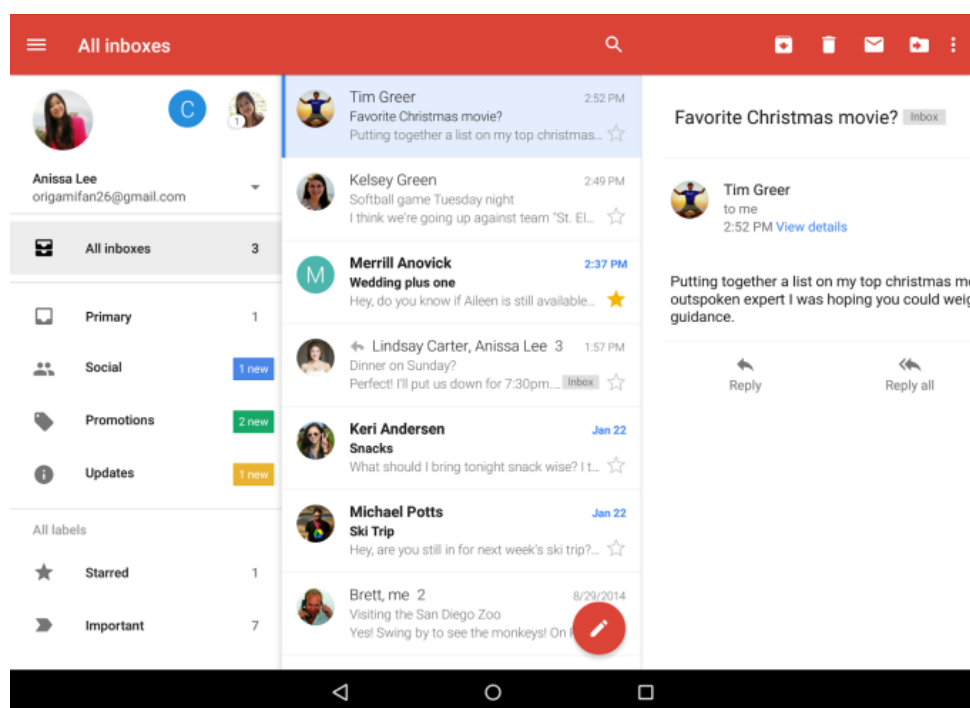 All inboxes
C
1
Anissa Lee
origamifan26@gmail.com
All inboxes 3
Primary 1
Social 1 new
Promotions 2 new
Updates 1 new
All labels
Starred 1
Important 7
Tim Greer 2:52 PM
Favorite Christmas movie?
Putting together a list on my top christmas...
Kelsey Green 2:49 PM
Softball game Tuesday night
I think we're going up against team "St. El...
M
Merrill Anovick 2:37 PM
Wedding plus one
Hey, do you know if Aileen is still available...
Lindsay Carter, Anissa Lee 3 1:57 PM
Dinner on Sunday?
Perfect! I'll put us down for 7:30pm.... Inbox
Keri Andersen Jan 22
Snacks
What should I bring tonight snack wise? I t...
Michael Potts Jan 22
Ski Trip
Hey, are you still in for next week's ski trip?...
Brett, me 2 8/29/2014
Visiting the San Diego Zoo
Yes! Swing by to see the monkeys! On
Favorite Christmas movie? Inbox
Tim Greer
to me
2:52 PM View details
Putting together a list on my top christmas
outspoken expert I was hoping you could
guidance.
Reply Reply all